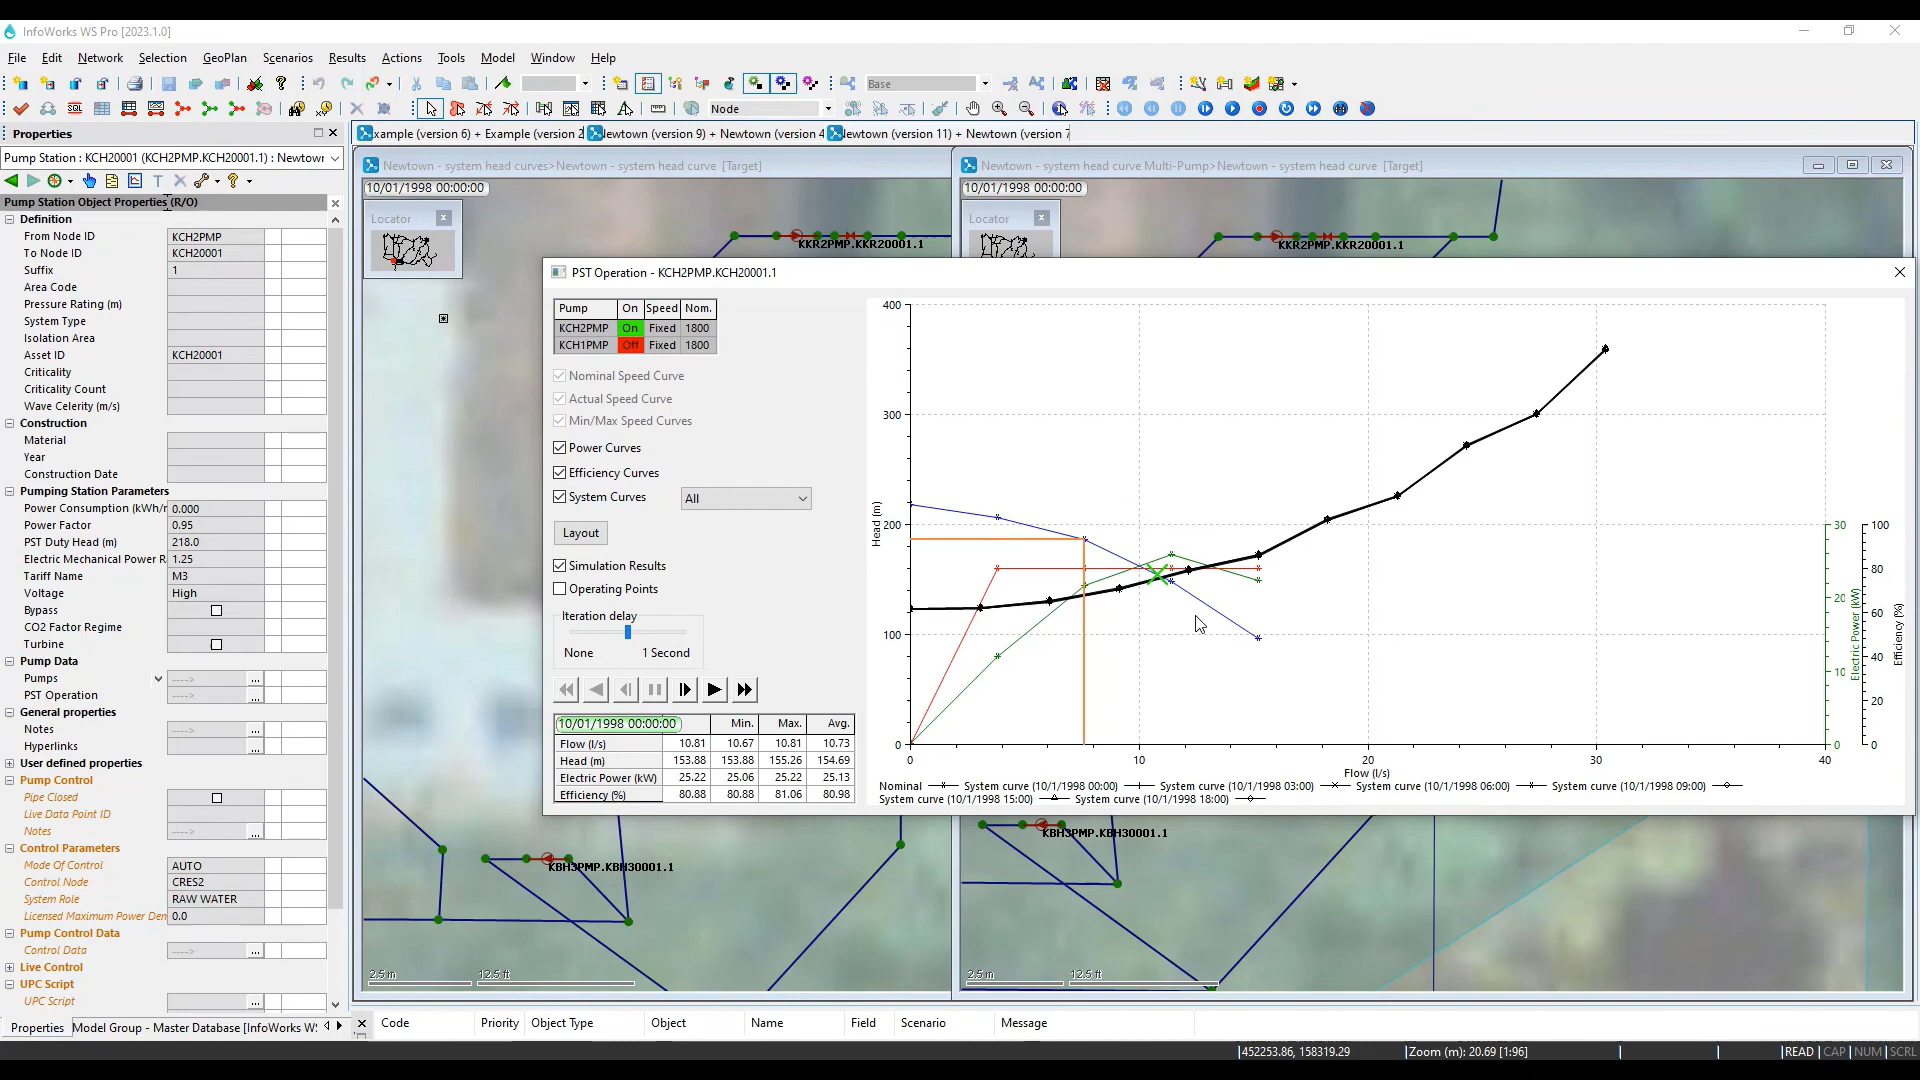 InfoWorks WS Pro [2023.1.0]
File Edit Network Selection GeoPlan Scenarios Results Actions Tools Model Window Help
Base
SQL Node
Properties
xample (version 6) + Example (version 2 Newtown (version 9) + Newtown (version 4 Newtown (version 11) + Newtown (version 7
Pump Station : KCH20001 (KCH2PMP.KCH20001.1) : Newtowr
Newtown - system head curves>Newtown - system head curve [Target]
Newtown - system head curve Multi-Pump>Newtown - system head curve [Target]
10/01/1998 00:00:00
10/01/1998 00:00:00
Locator
Locator
KKR2PMP.KKR20001.1
KKR2PMP.KKR20001.1
KBH3PMP.KBH30001.1
KBH3PMP.KBH30001.1
2.5 m 12.5 ft
2.5 m 12.5 ft
Pump Station Object Properties (R/O)
Definition
From Node ID KCH2PMP
To Node ID KCH20001
Suffix 1
Area Code
Pressure Rating (m)
System Type
Isolation Area
Asset ID KCH20001
Criticality
Criticality Count
Wave Celerity (m/s)
Construction
Material
Year
Construction Date
Pumping Station Parameters
Power Consumption (kWh/r 0.000
Power Factor 0.95
PST Duty Head (m) 218.0
Electric Mechanical Power R 1.25
Tariff Name M3
Voltage High
Bypass
CO2 Factor Regime
Turbine
Pump Data
Pumps ----> ...
PST Operation ----> ...
General properties
Notes ----> ...
Hyperlinks ...
User defined properties
Pump Control
Pipe Closed
Live Data Point ID
Notes ----> ...
Control Parameters
Mode Of Control AUTO
Control Node CRES2
System Role RAW WATER
Licensed Maximum Power Den 0.0
Pump Control Data
Control Data ----> ...
Live Control
UPC Script
UPC Script ...
Properties Model Group - Master Database [InfoWorks W
PST Operation - KCH2PMP.KCH20001.1
Pump On Speed Nom.
KCH2PMP On Fixed 1800
KCH1PMP Off Fixed 1800
Nominal Speed Curve
Actual Speed Curve
Min/Max Speed Curves
Power Curves
Efficiency Curves
System Curves All
Layout
Simulation Results
Operating Points
Iteration delay
None 1 Second
10/01/1998 00:00:00 Min. Max. Avg.
Flow (l/s) 10.81 10.67 10.81 10.73
Head (m) 153.88 153.88 155.26 154.69
Electric Power (kW) 25.22 25.06 25.22 25.13
Efficiency (%) 80.88 80.88 81.06 80.98
400
300
200
100
0
Head (m)
0 10 20 30 40
Flow (l/s)
30
20
10
0
Electric Power (kW)
100
80
60
40
20
0
Efficiency (%)
Nominal System curve (10/1/1998 00:00) System curve (10/1/1998 03:00) System curve (10/1/1998 06:00) System curve (10/1/1998 09:00)
System curve (10/1/1998 15:00) System curve (10/1/1998 18:00)
Code Priority Object Type Object Name Field Scenario Message
452253.86, 158319.29 Zoom (m): 20.69 [1:96] READ CAP NUM SCRL